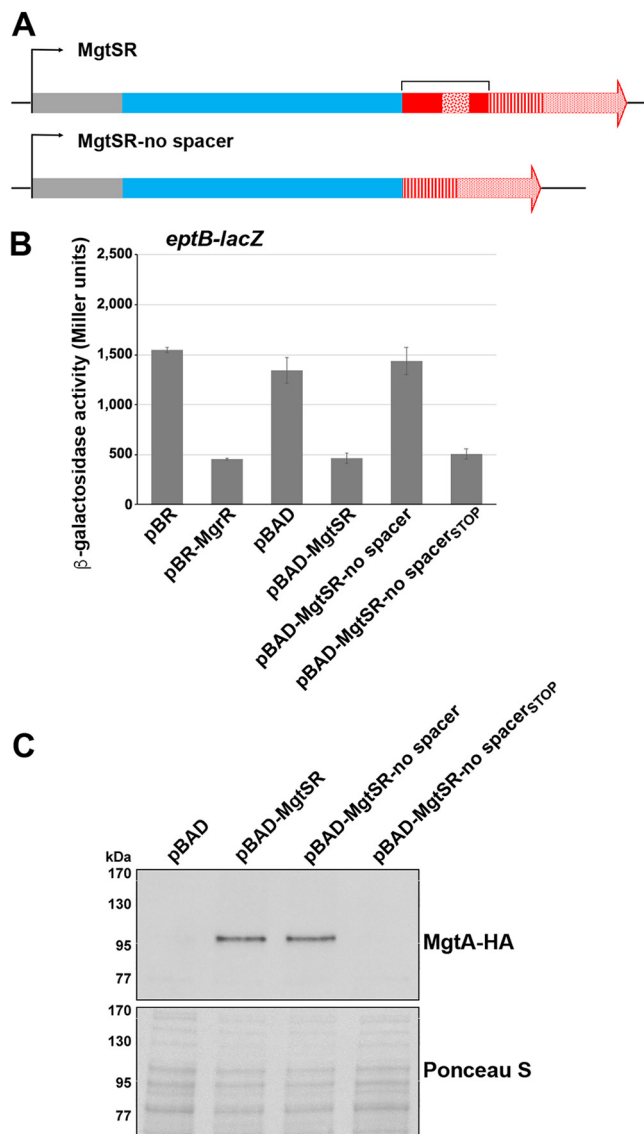 A
MgtSR
MgtSR-no spacer
B
eptB-lacZ
β-galactosidase activity (Miller units)
2,500
2,000
1,500
1,000
500
0
pBR
pBR-MgrR
pBAD
pBAD-MgtSR
pBAD-MgtSR-no spacer
pBAD-MgtSR-no spacerSTOP
C
pBAD
pBAD-MgtSR
pBAD-MgtSR-no spacer
pBAD-MgtSR-no spacerSTOP
kDa
170
130
95
77
MgtA-HA
170
130
95
77
Ponceau S